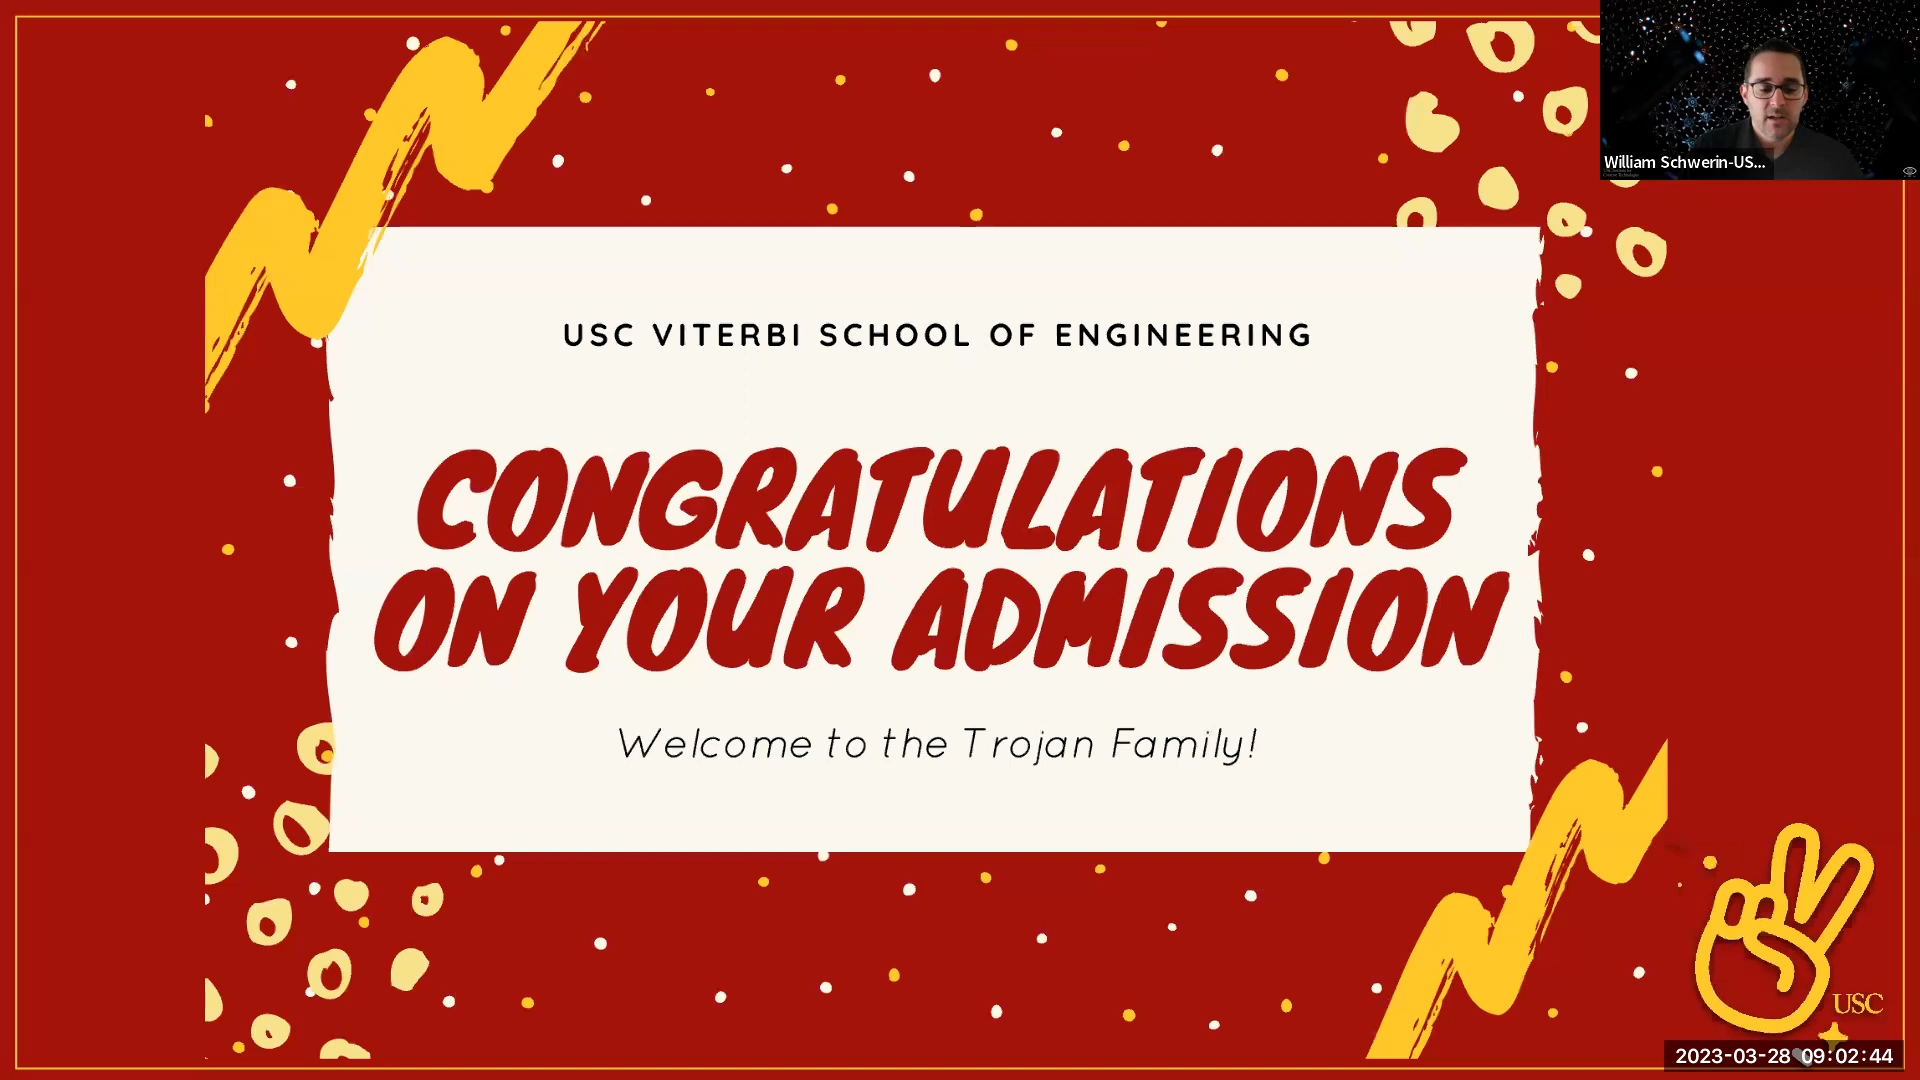 William Schwerin-US...
USC VITERBI SCHOOL OF ENGINEERING
CONGRATULATIONS
ON YOUR ADMISSION
Welcome to the Trojan Family!
USC
2023-03-28 09:02:44